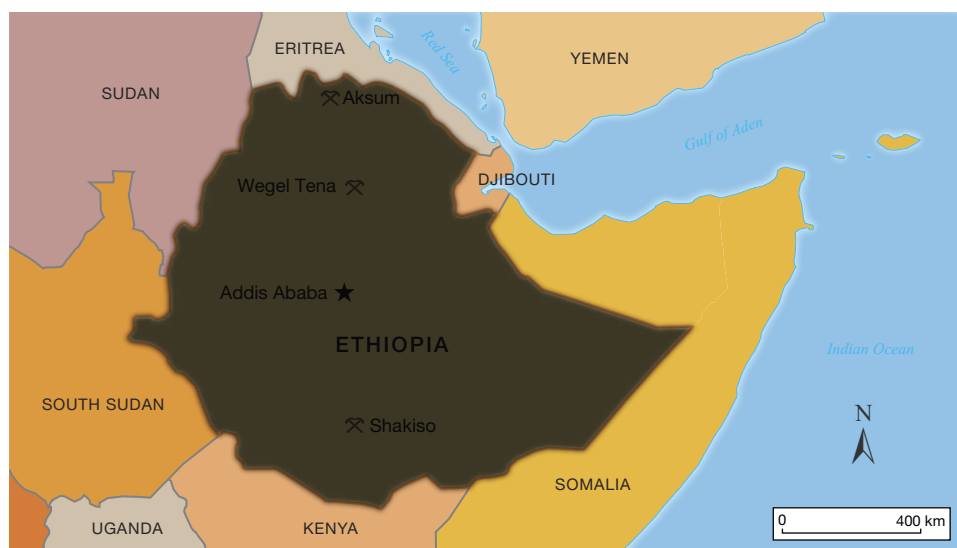 ERITREA
Red Sea
YEMEN
SUDAN
Aksum
Gulf of Aden
Wegel Tena
DJIBOUTI
Addis Ababa
ETHIOPIA
Indian Ocean
SOUTH SUDAN
N
Shakiso
SOMALIA
UGANDA
KENYA
0 400 km